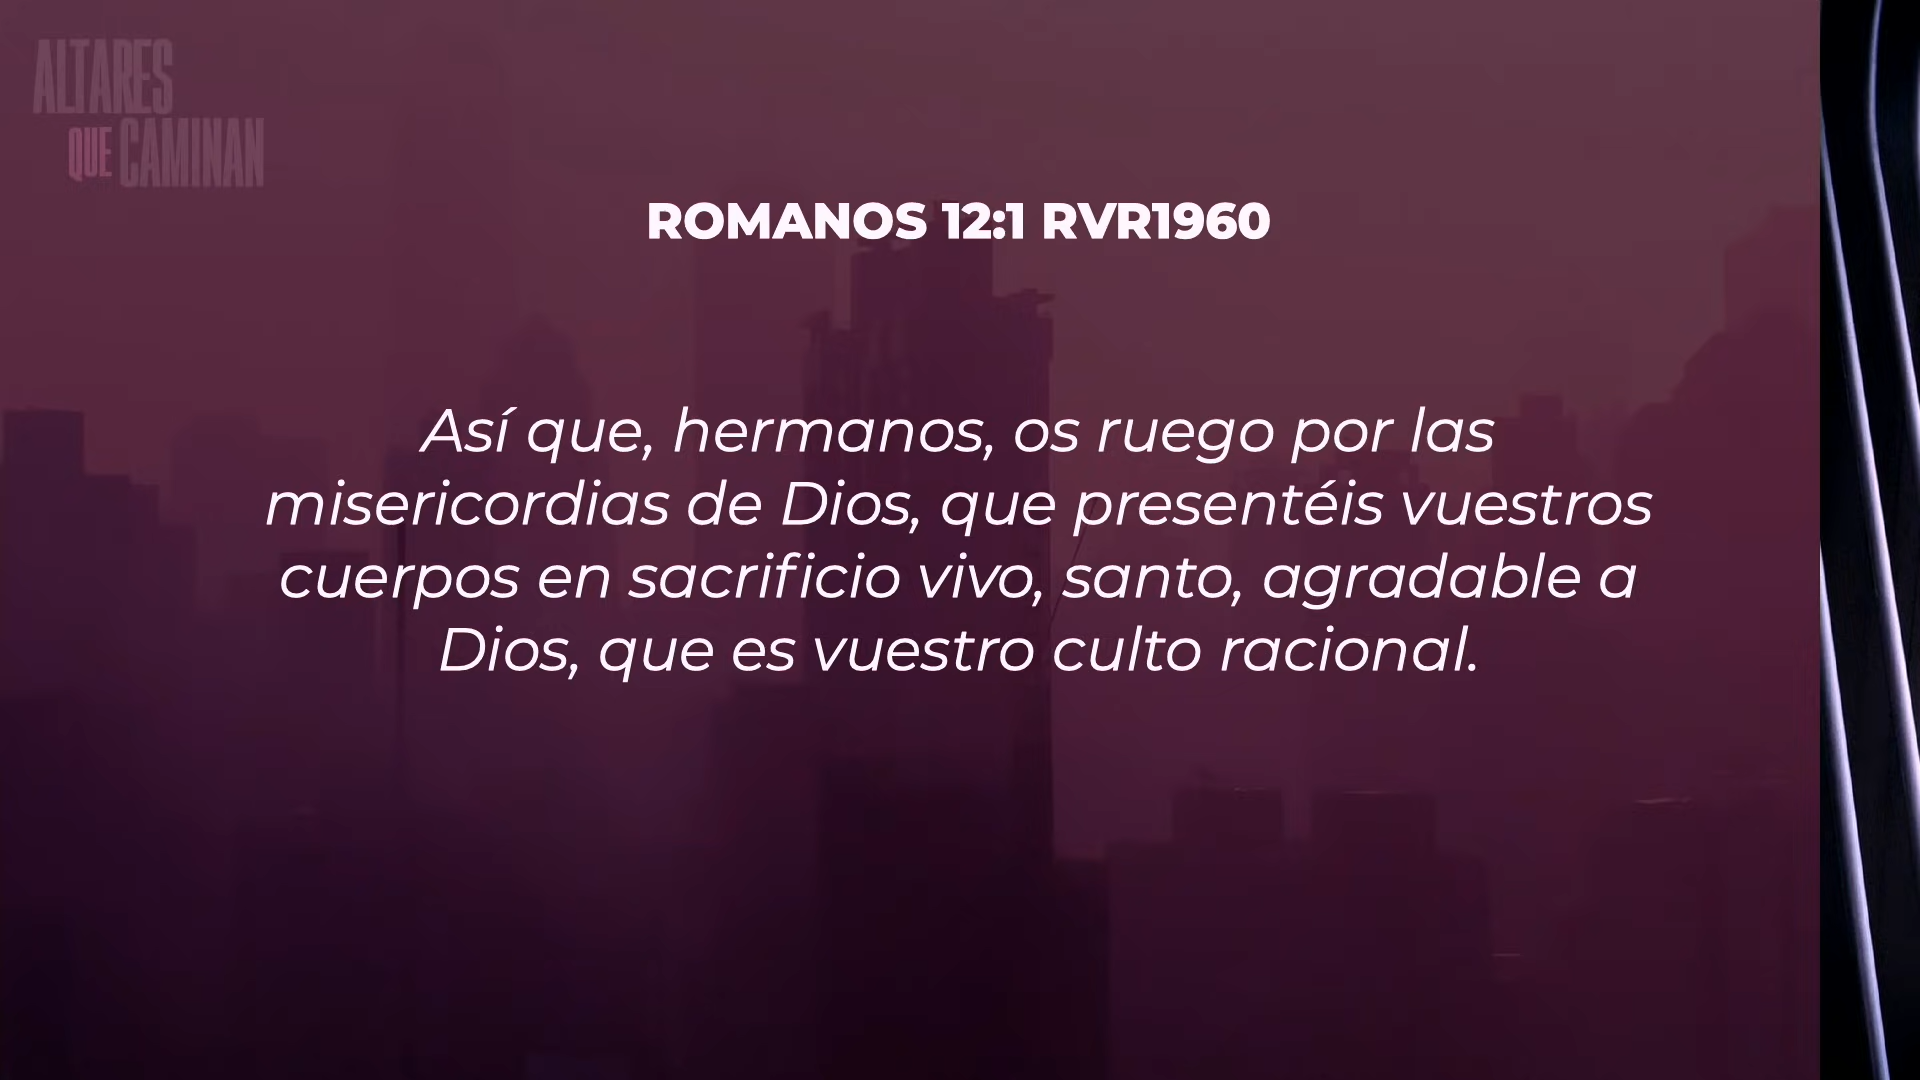 ALTARES
QUE CAMINAN
ROMANOS 12:1 RVR1960
Así que, hermanos, os ruego por las
misericordias de Dios, que presentéis vuestros
cuerpos en sacrificio vivo, santo, agradable a
Dios, que es vuestro culto racional.